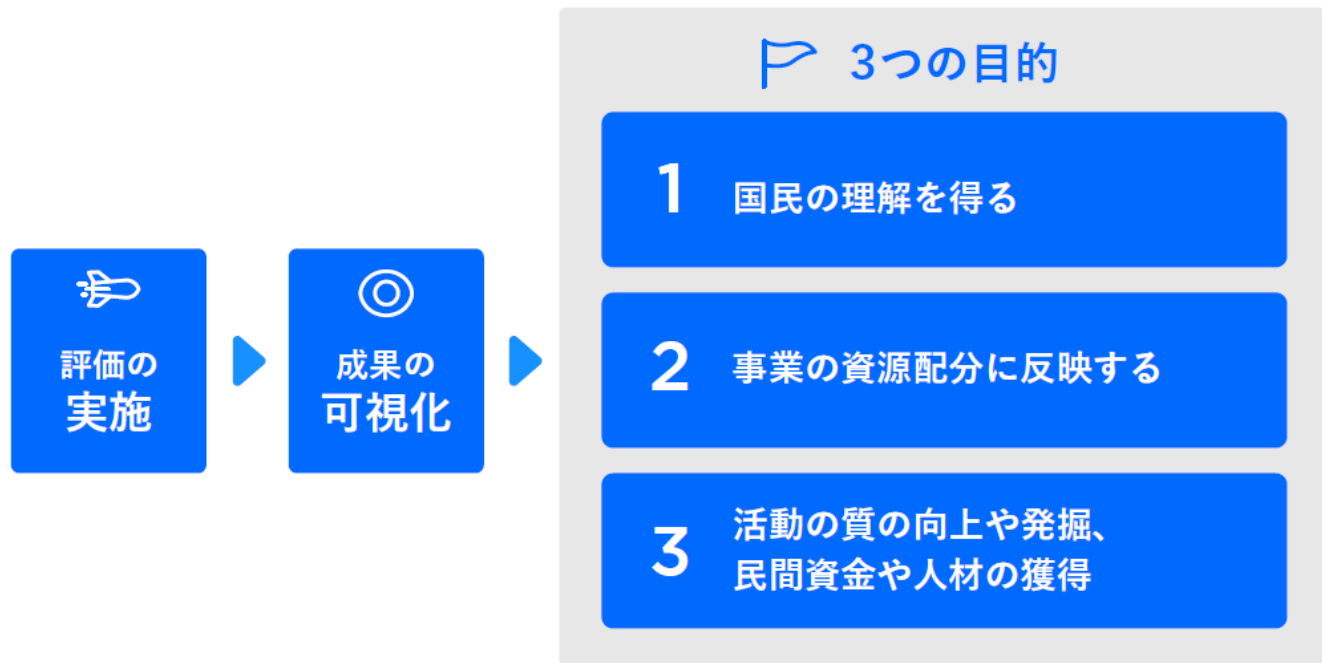 評価の
実施
成果の
可視化
3つの目的
1 国民の理解を得る
2 事業の資源配分に反映する
3 活動の質の向上や発掘、
民間資金や人材の獲得